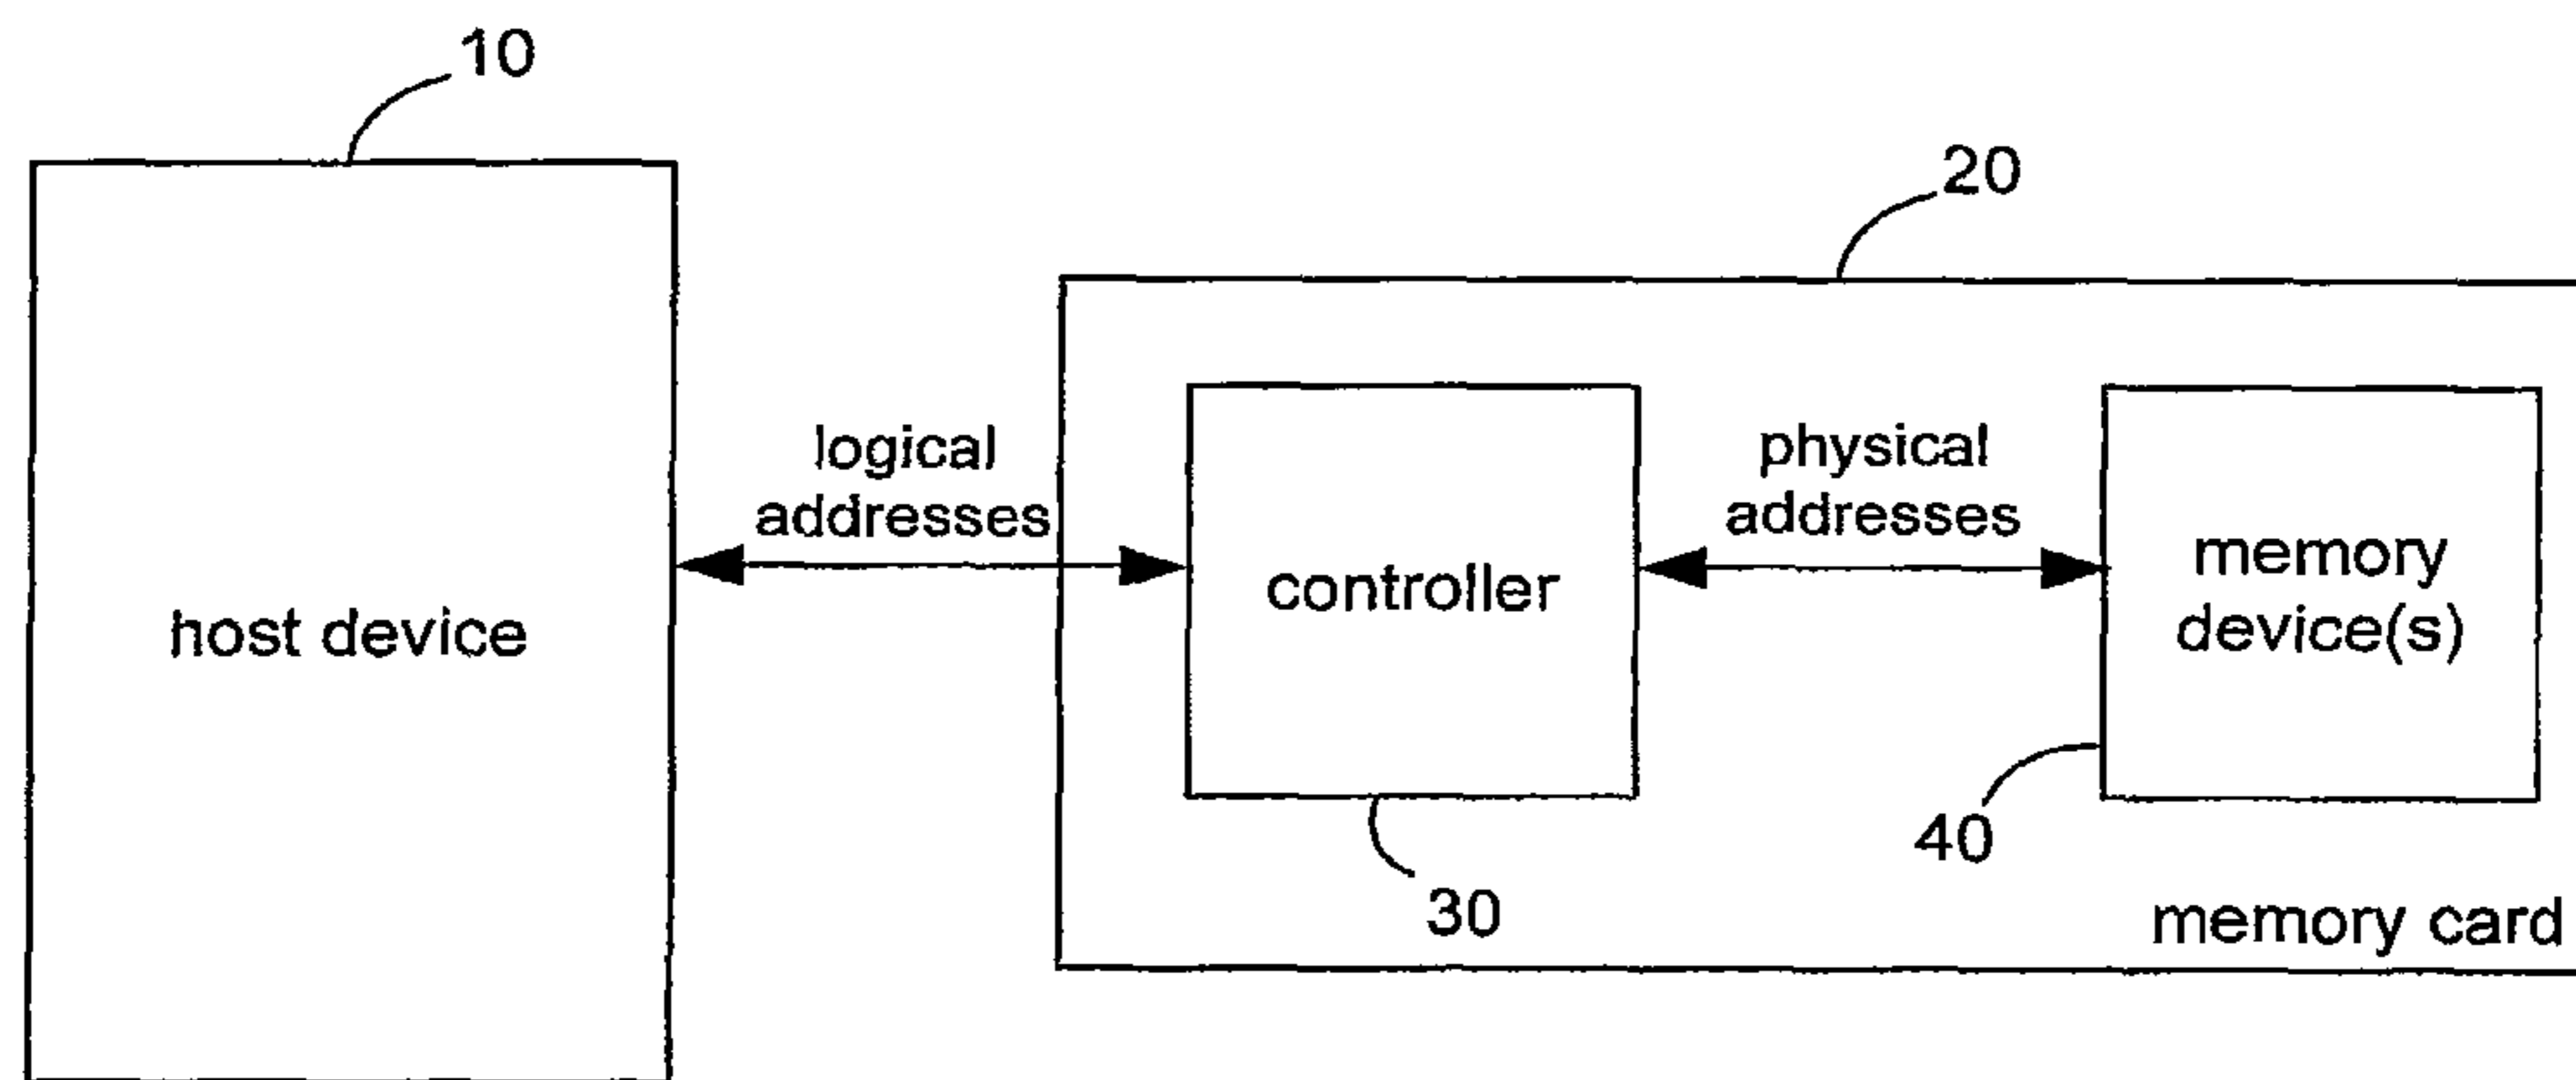 10
20
logical
addresses
physical
addresses
host device
controller
memory
device(s)
30
40
memory card